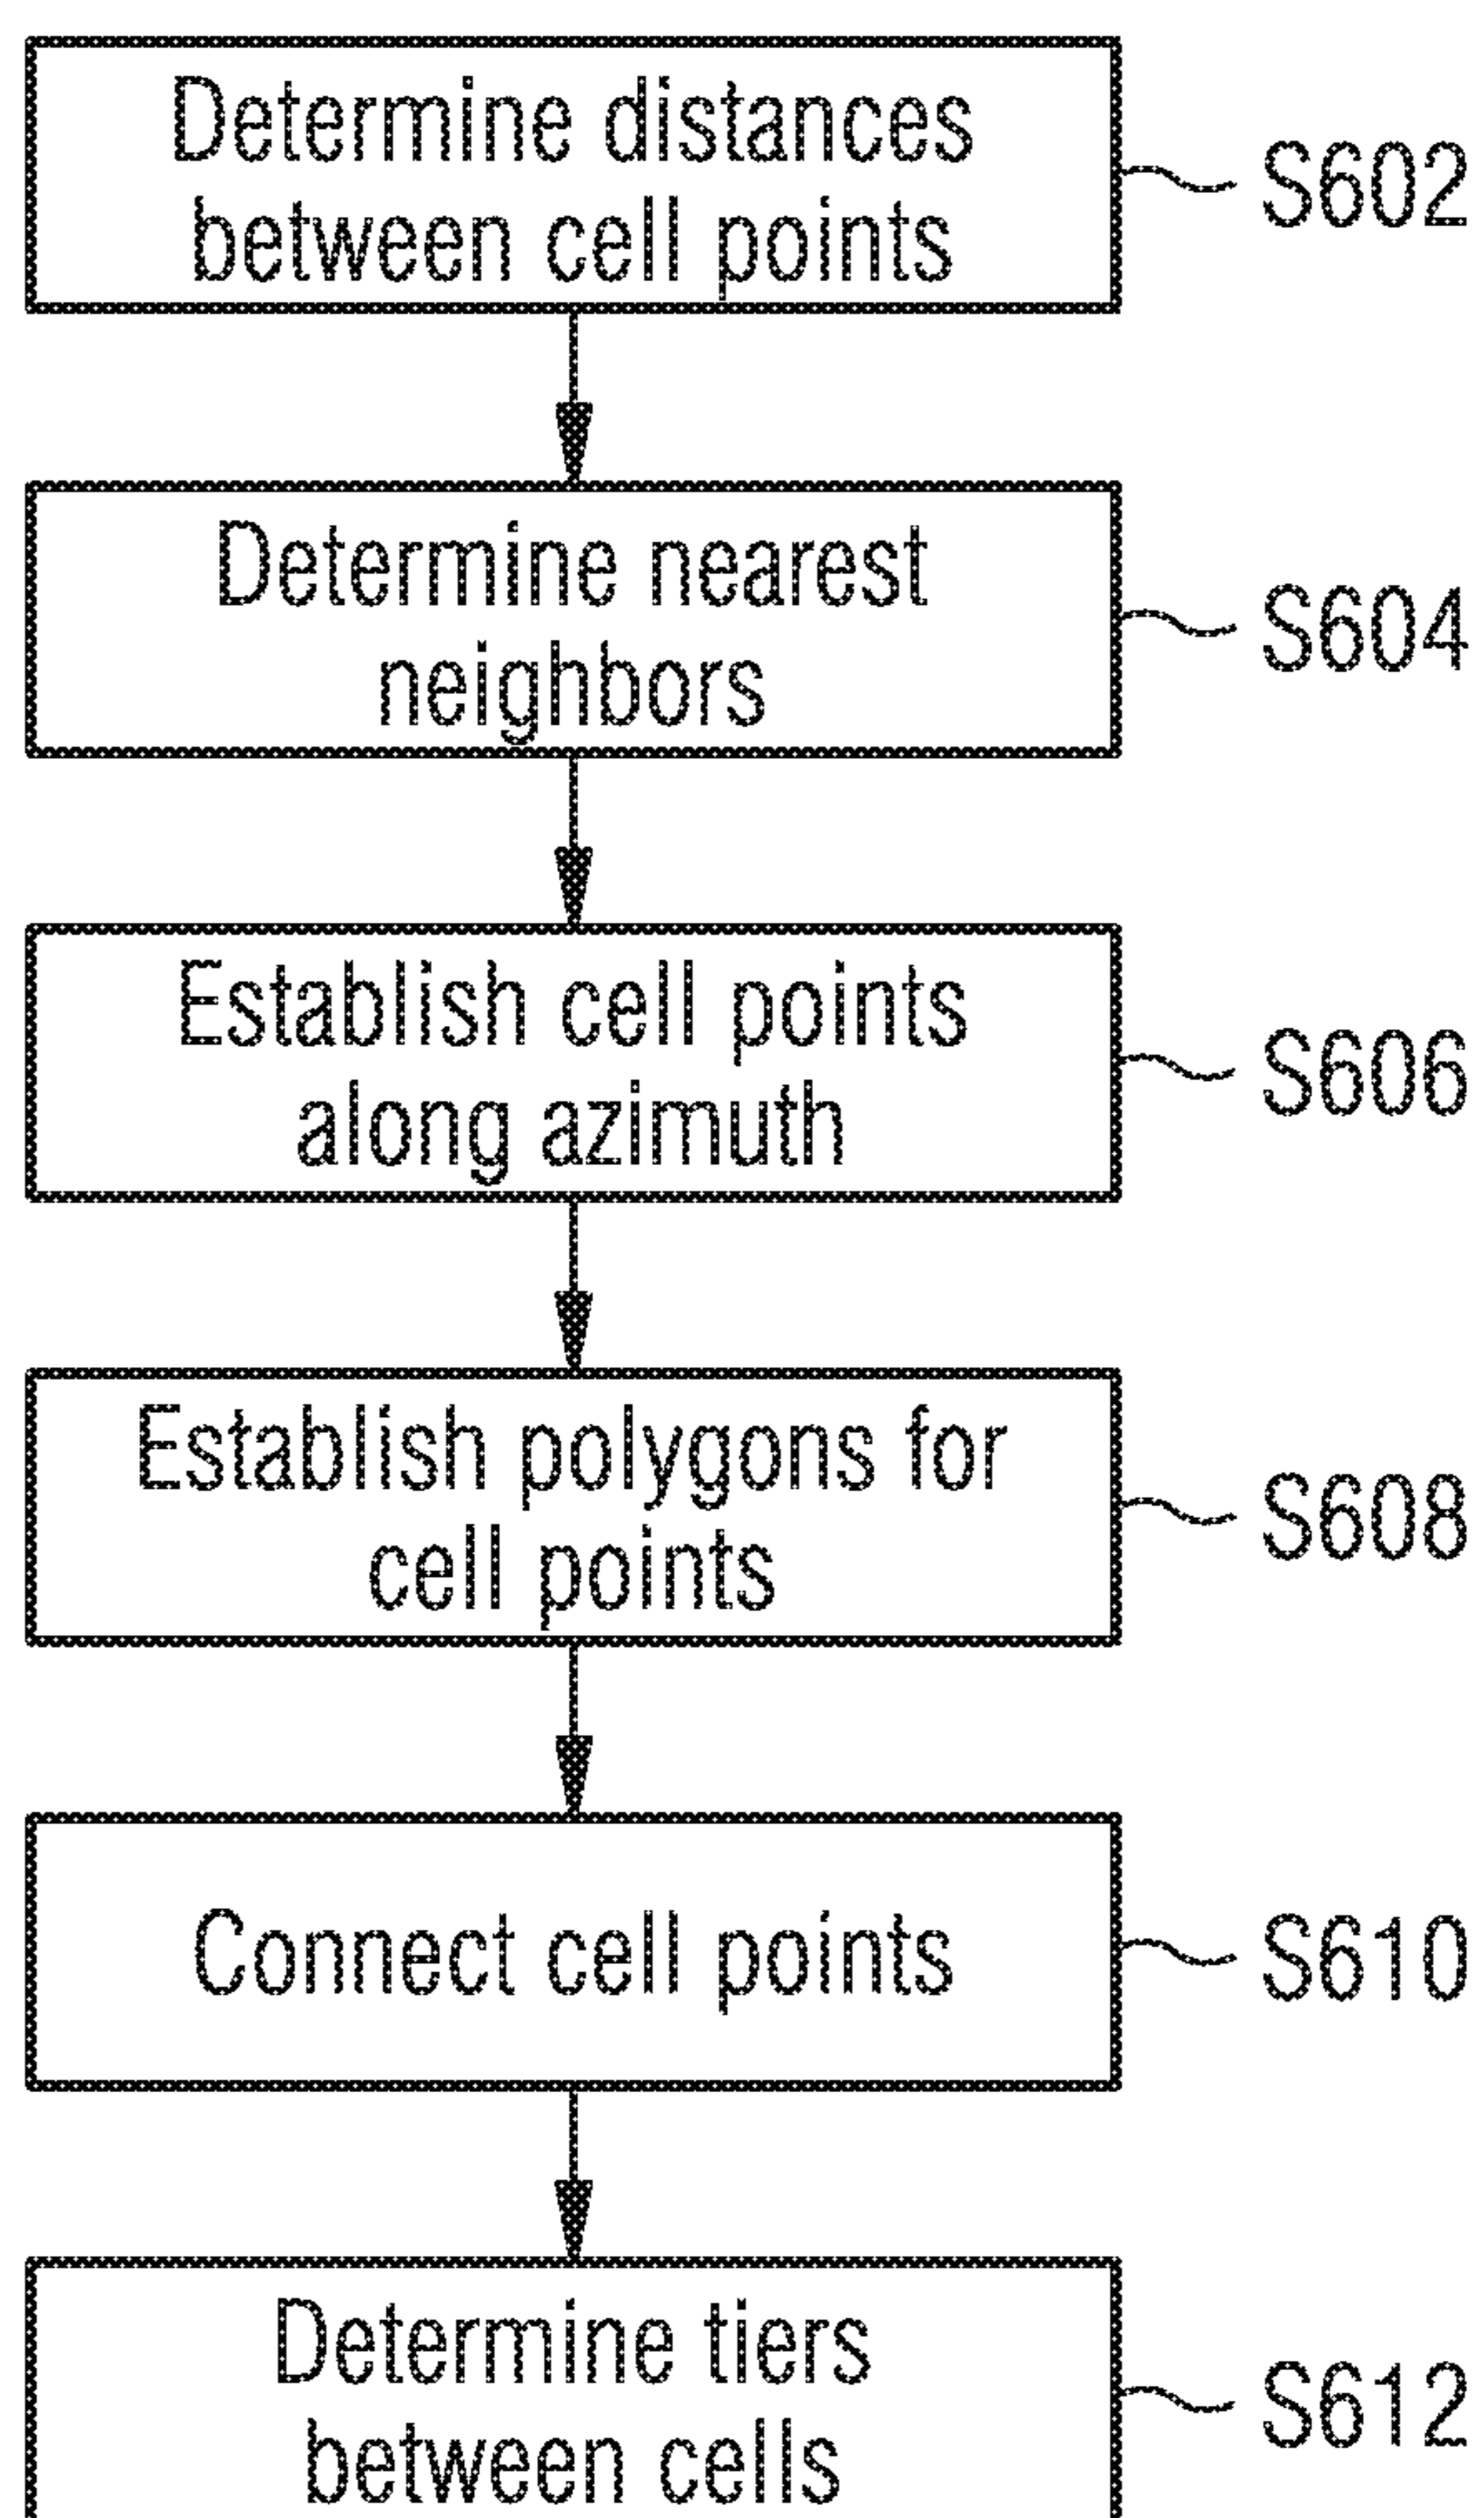 Determine distances
between cell points
S602
Determine nearest
neighbors
S604
Establish cell points
along azimuth
S606
Establish polygons for
cell points
S608
Connect cell points
S610
Determine tiers
between cells
S612